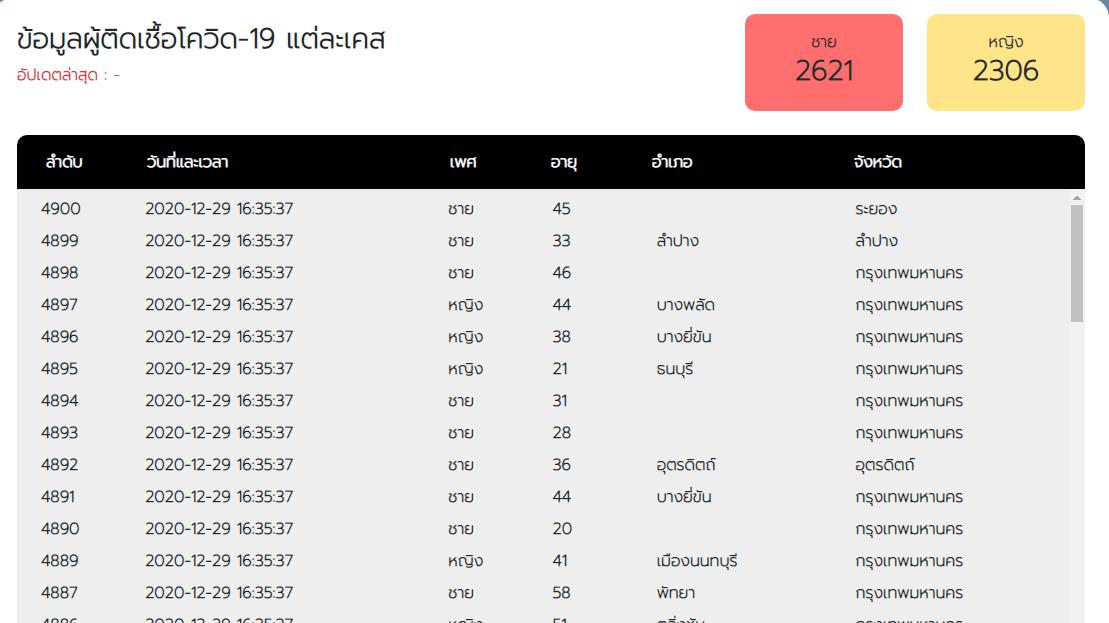 ข้อมูลผู้ติดเชื้อโควิด-19 แต่ละเคส
อัปเดตล่าสุด : -
ชาย
2621
หญิง
2306
ลำดับ วันที่และเวลา เพศ อายุ อำเภอ จังหวัด
4900 2020-12-29 16:35:37 ชาย 45 ระยอง
4899 2020-12-29 16:35:37 ชาย 33 ลำปาง ลำปาง
4898 2020-12-29 16:35:37 ชาย 46 กรุงเทพมหานคร
4897 2020-12-29 16:35:37 หญิง 44 บางพลัด กรุงเทพมหานคร
4896 2020-12-29 16:35:37 หญิง 38 บางยี่ขัน กรุงเทพมหานคร
4895 2020-12-29 16:35:37 หญิง 21 ธนบุรี กรุงเทพมหานคร
4894 2020-12-29 16:35:37 ชาย 31 กรุงเทพมหานคร
4893 2020-12-29 16:35:37 ชาย 28 กรุงเทพมหานคร
4892 2020-12-29 16:35:37 ชาย 36 อุตรดิตถ์ อุตรดิตถ์
4891 2020-12-29 16:35:37 ชาย 44 บางยี่ขัน กรุงเทพมหานคร
4890 2020-12-29 16:35:37 ชาย 20 กรุงเทพมหานคร
4889 2020-12-29 16:35:37 หญิง 41 เมืองนนทบุรี กรุงเทพมหานคร
4887 2020-12-29 16:35:37 ชาย 58 พัทยา กรุงเทพมหานคร